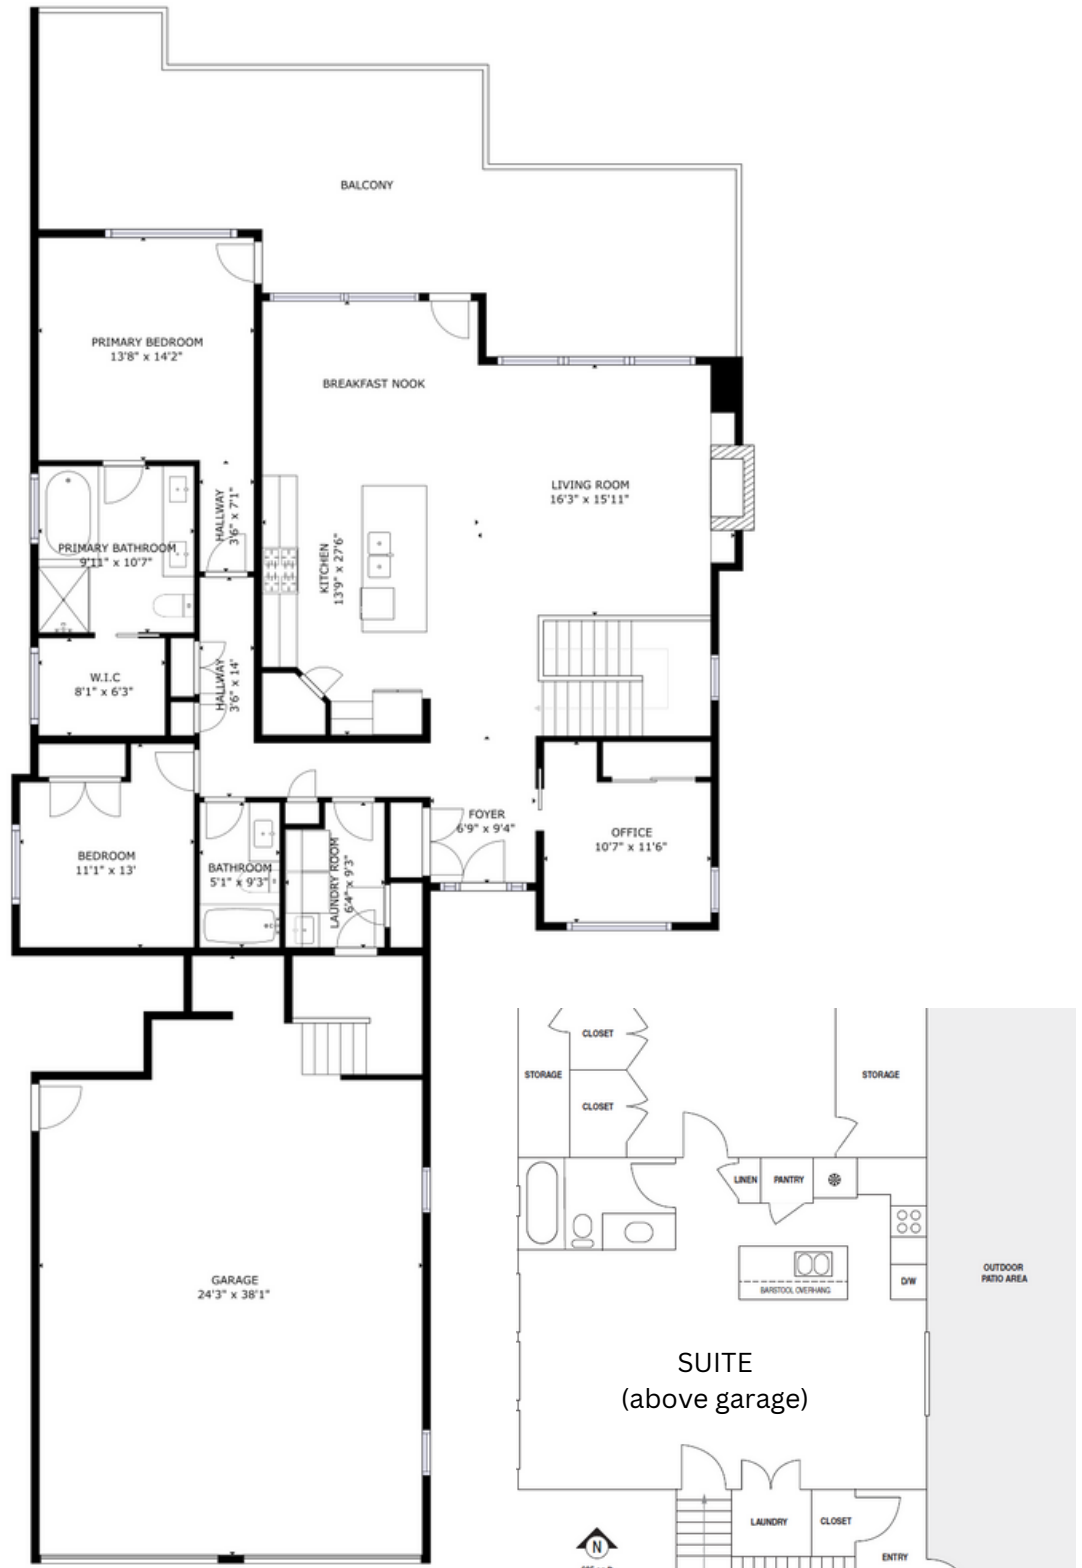 BALCONY
PRIMARY BEDROOM
13'8" x 14'2"
BREAKFAST NOOK
LIVING ROOM
16'3" x 15'11"
HALLWAY
3'6" x 7'1"
PRIMARY BATHROOM
9'11" x 10'7"
KITCHEN
13'9" x 27'6"
W.I.C
8'1" x 6'3"
HALLWAY
3'6" x 14'
FOYER
6'9" x 9'4"
OFFICE
10'7" x 11'6"
BEDROOM
11'1" x 13'
BATHROOM
5'1" x 9'3"
LAUNDRY ROOM
6'4" x 9'3"
GARAGE
24'3" x 38'1"
CLOSET
STORAGE
STORAGE
CLOSET
LINEN
PANTRY
OUTDOOR
PATIO AREA
D/W
BARSTOOL OVERHANG
SUITE
(above garage)
LAUNDRY
CLOSET
N
ENTRY